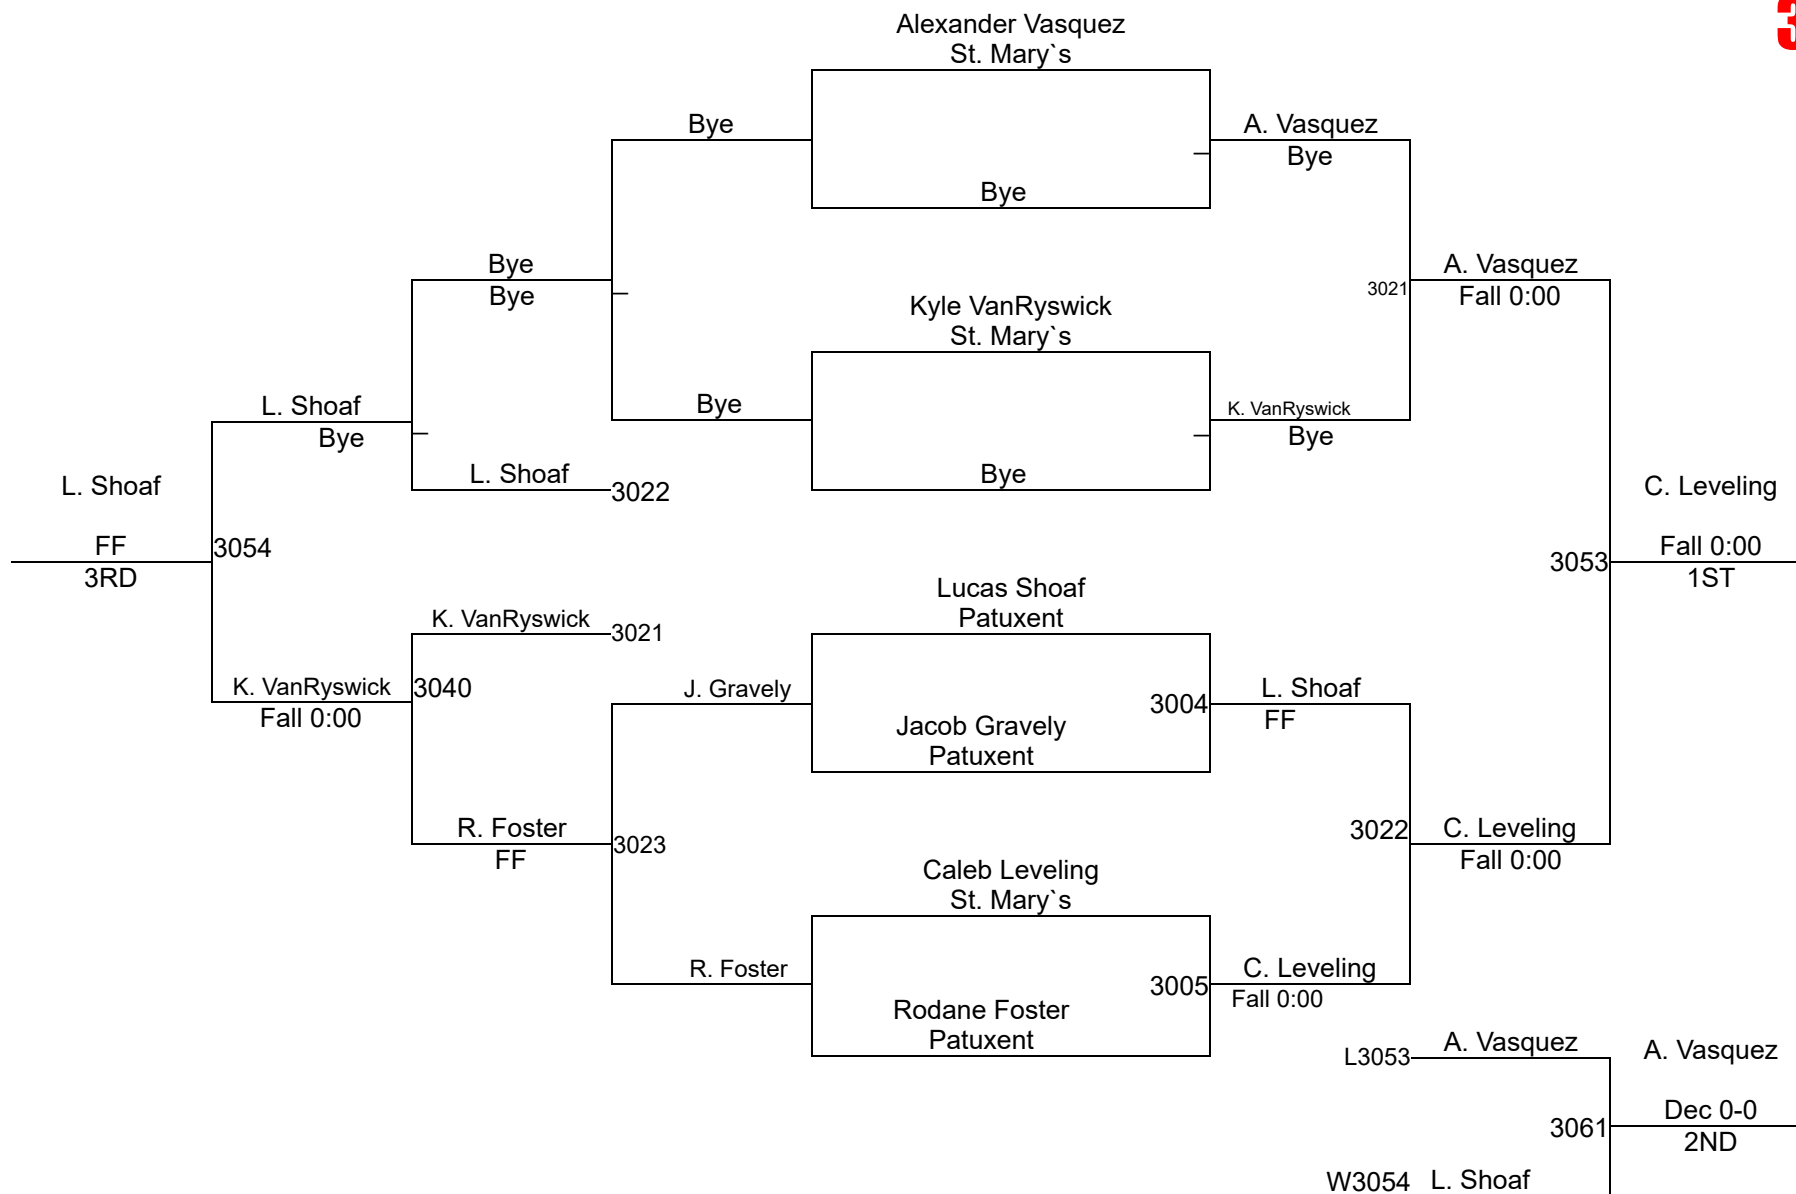 3
Alexander Vasquez
St. Mary`s
Bye
A. Vasquez
Bye
Bye
Bye
Bye
A. Vasquez
Fall 0:00
3021
Kyle VanRyswick
St. Mary`s
L. Shoaf
Bye
Bye
K. VanRyswick
Bye
L. Shoaf
3022
Bye
L. Shoaf
FF
3RD
3054
C. Leveling
Fall 0:00
1ST
3053
Lucas Shoaf
Patuxent
K. VanRyswick
3021
K. VanRyswick
Fall 0:00
3040
J. Gravely
3004
L. Shoaf
FF
Jacob Gravely
Patuxent
R. Foster
FF
3023
3022
C. Leveling
Fall 0:00
Caleb Leveling
St. Mary`s
R. Foster
3005
C. Leveling
Fall 0:00
Rodane Foster
Patuxent
L3053
A. Vasquez
A. Vasquez
Dec 0-0
2ND
3061
W3054
L. Shoaf